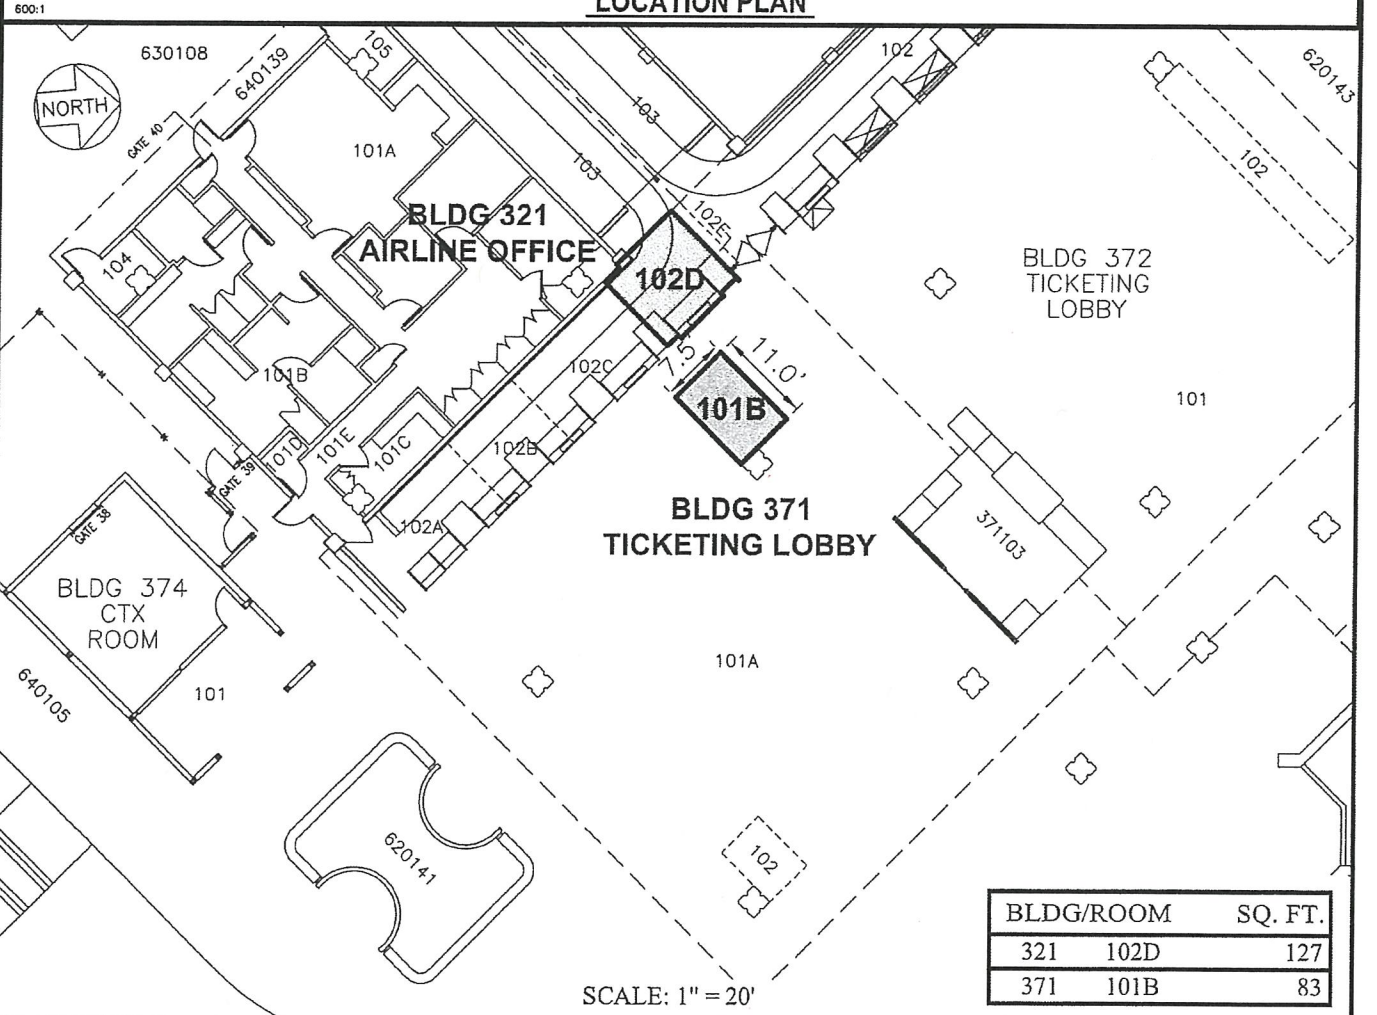 600:1
LOCATION PLAN
630108
640139
105
102
620143
NORTH
GATE 40
101A
103
103
102
BLDG 321
AIRLINE OFFICE
102E
104
102D
BLDG 372
TICKETING
LOBBY
7.5'
11.0'
101B
102C
101B
101
101D
101E
101C
102B
GATE 39
102A
BLDG 371
TICKETING LOBBY
GATE 38
371103
BLDG 374
CTX
ROOM
101A
640105
101
620141
102
BLDG/ROOM SQ. FT.
321 102D 127
371 101B 83
SCALE: 1" = 20'